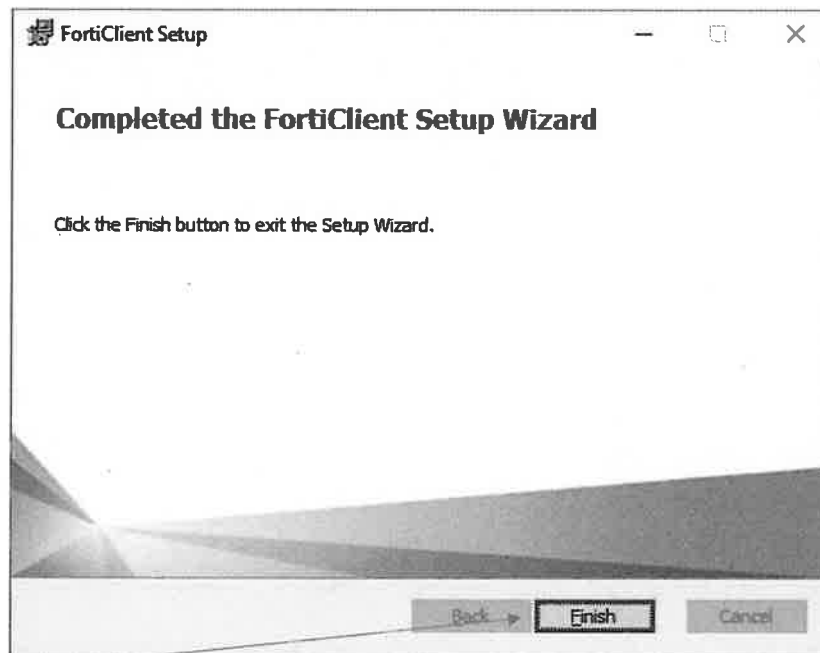 FortiClient Setup
Completed the FortiClient Setup Wizard
Click the Finish button to exit the Setup Wizard.
Back Finish Cancel